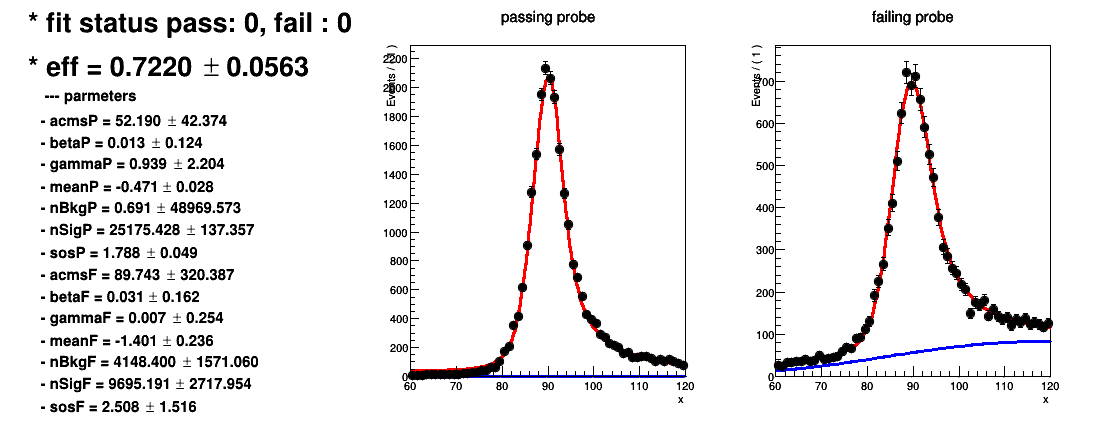 * fit status pass: 0, fail : 0
* eff = 0.7220 ± 0.0563
--- parmeters
- acmsP = 52.190 ± 42.374
- betaP = 0.013 ± 0.124
- gammaP = 0.939 ± 2.204
- meanP = -0.471 ± 0.028
- nBkgP = 0.691 ± 48969.573
- nSigP = 25175.428 ± 137.357
- sosP = 1.788 ± 0.049
- acmsF = 89.743 ± 320.387
- betaF = 0.031 ± 0.162
- gammaF = 0.007 ± 0.254
- meanF = -1.401 ± 0.236
- nBkgF = 4148.400 ± 1571.060
- nSigF = 9695.191 ± 2717.954
- sosF = 2.508 ± 1.516
passing probe
Events / ( 1 )
2200
2000
1800
1600
1400
1200
1000
800
600
400
200
0
60 70 80 90 100 110 120
x
failing probe
Events / ( 1 )
700
600
500
400
300
200
100
0
60 70 80 90 100 110 120
x